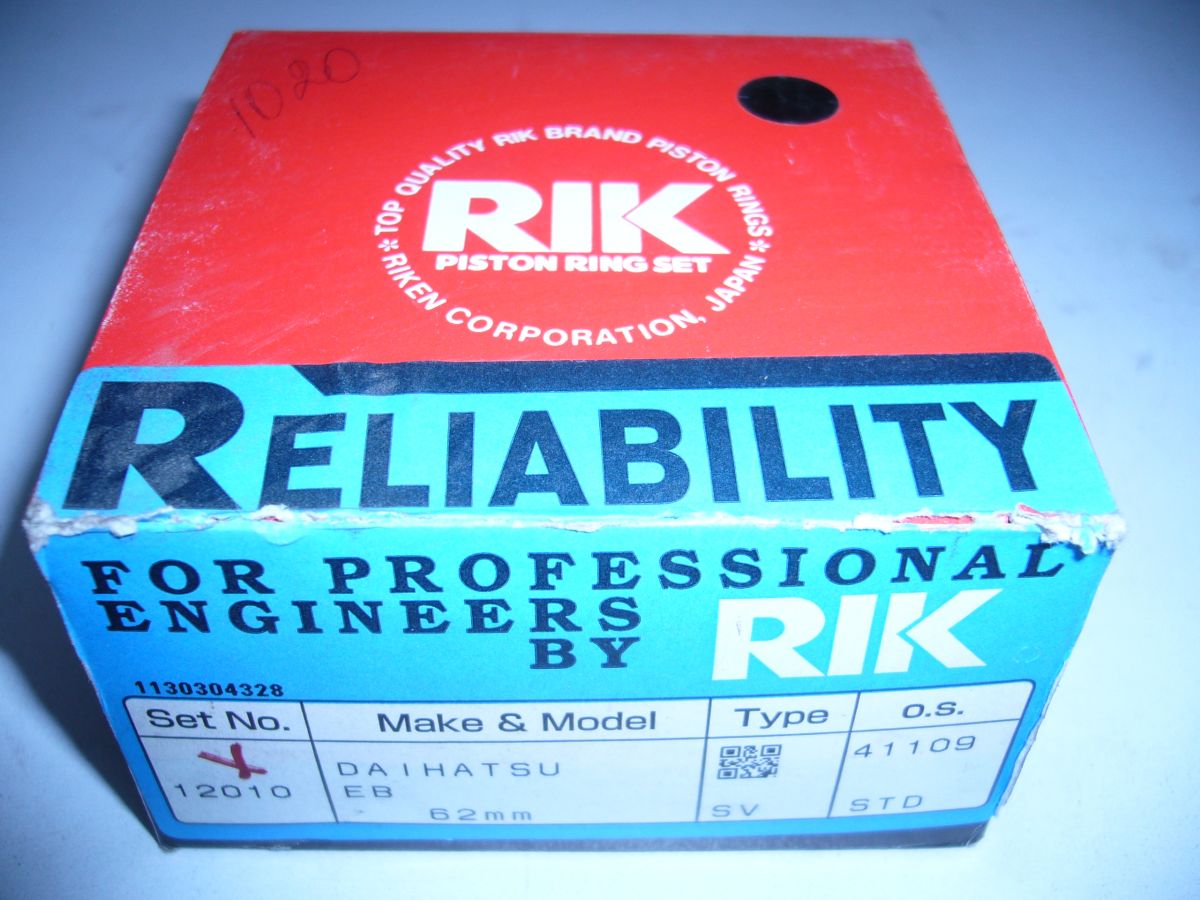 1020
TOP QUALITY RIK BRAND PISTON RINGS
RIK
PISTON RING SET
* RIKEN CORPORATION, JAPAN *
RELIABILITY
FOR PROFESSIONAL
ENGINEERS
BY RIK
1130304328
Set No. Make & Model Type o.s.
DAIHATSU 41109
12010 EB
62mm SV STD